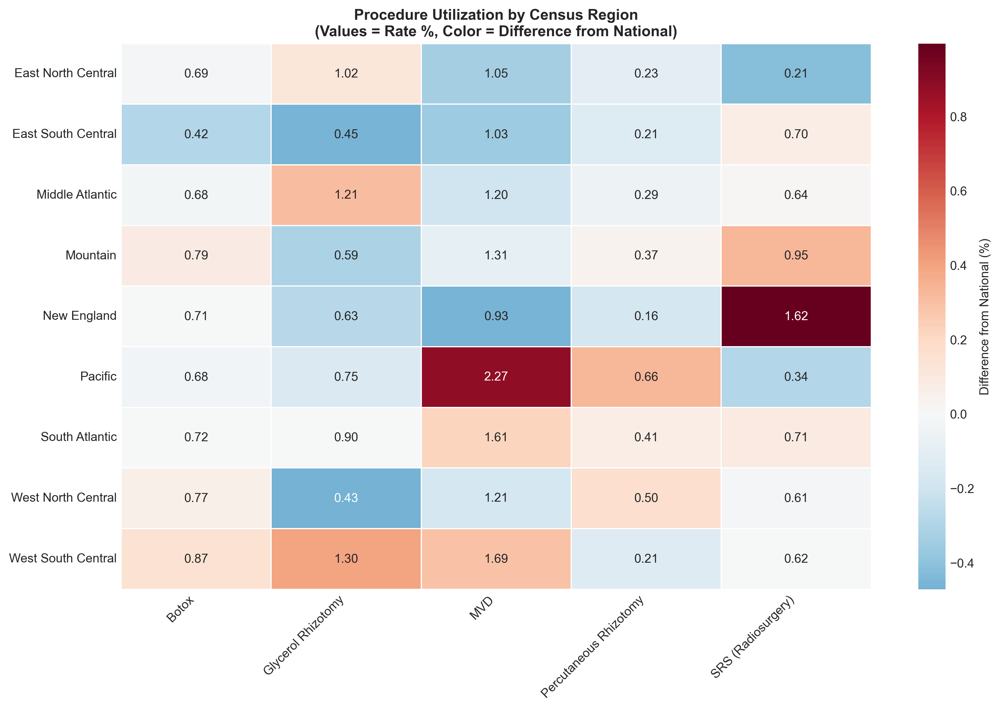 Procedure Utilization by Census Region
(Values = Rate %, Color = Difference from National)
East North Central 0.69 1.02 1.05 0.23 0.21
East South Central 0.42 0.45 1.03 0.21 0.70
Middle Atlantic 0.68 1.21 1.20 0.29 0.64
Mountain 0.79 0.59 1.31 0.37 0.95
New England 0.71 0.63 0.93 0.16 1.62
Pacific 0.68 0.75 2.27 0.66 0.34
South Atlantic 0.72 0.90 1.61 0.41 0.71
West North Central 0.77 0.43 1.21 0.50 0.61
West South Central 0.87 1.30 1.69 0.21 0.62
Botox
Glycerol Rhizotomy
MVD
Percutaneous Rhizotomy
SRS (Radiosurgery)
0.8
0.6
0.4
0.2
0.0
−0.2
−0.4
Difference from National (%)